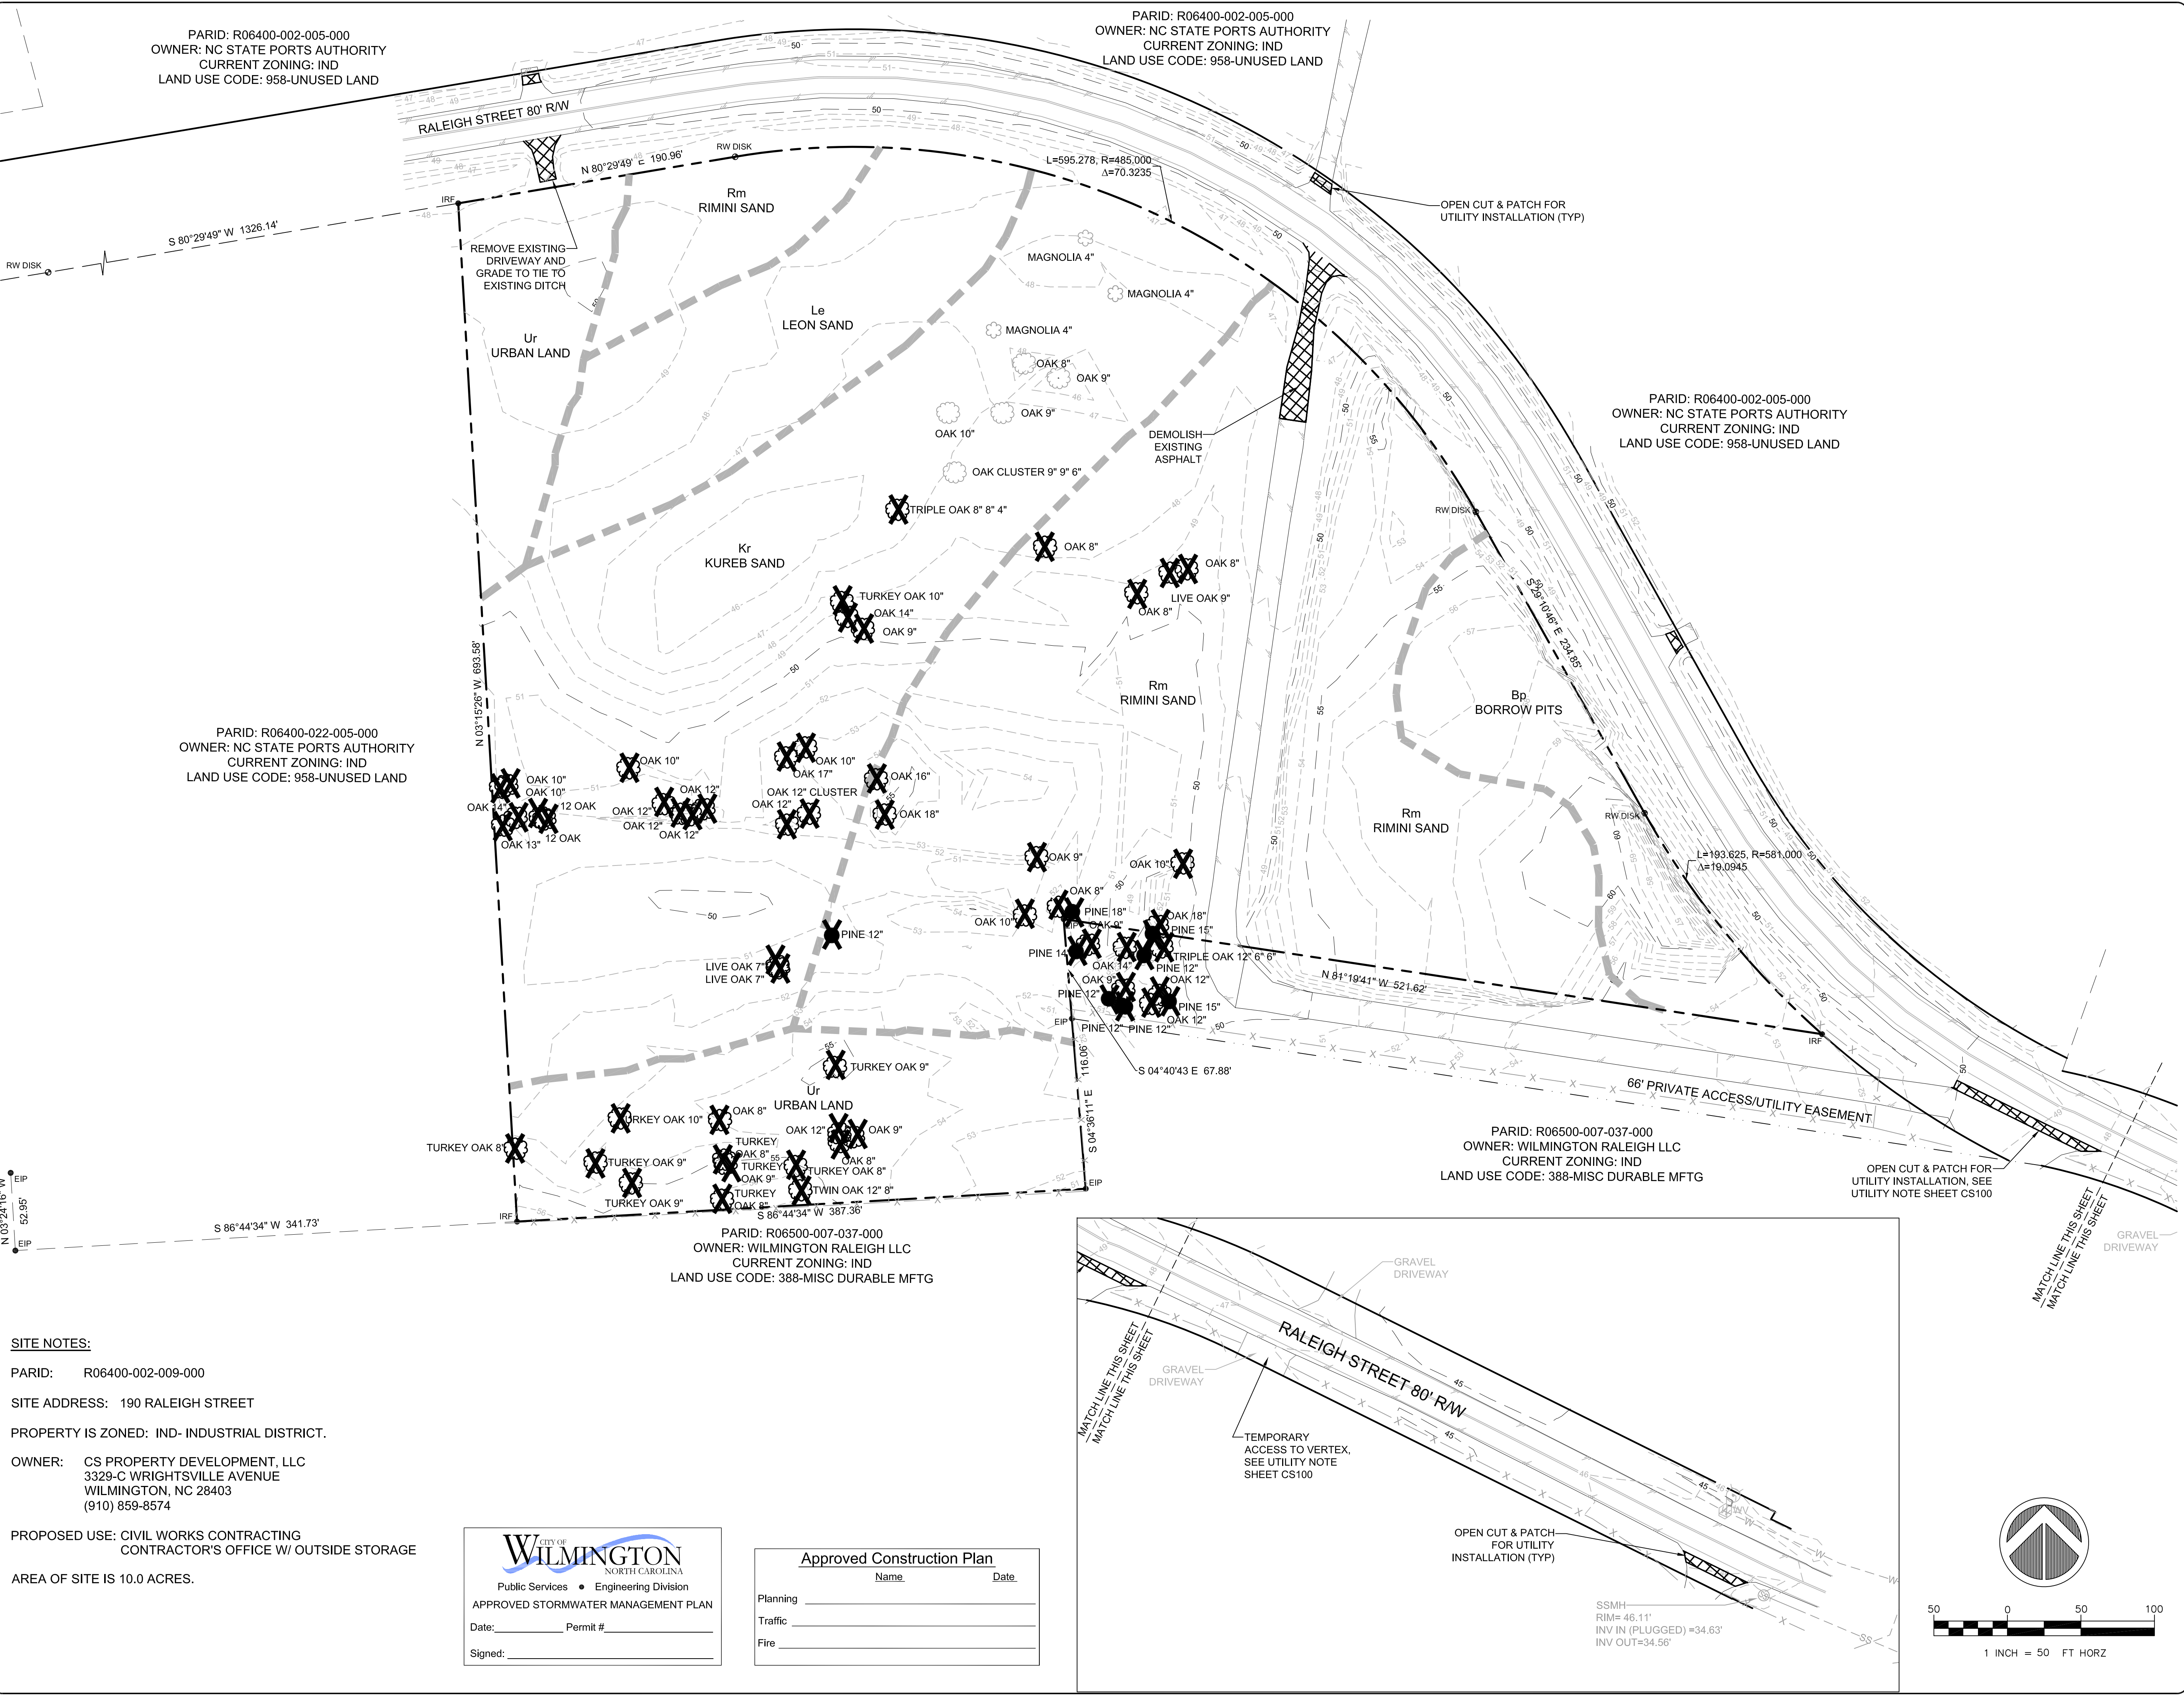 PARID: R06400-002-005-000
OWNER: NC STATE PORTS AUTHORITY
CURRENT ZONING: IND
LAND USE CODE: 958-UNUSED LAND
PARID: R06400-002-005-000
OWNER: NC STATE PORTS AUTHORITY
CURRENT ZONING: IND
LAND USE CODE: 958-UNUSED LAND
RALEIGH STREET 80' R/W
N 80°29'49" E 190.96'
RW DISK
IRF
S 80°29'49" W 1326.14'
RW DISK
REMOVE EXISTING
DRIVEWAY AND
GRADE TO TIE TO
EXISTING DITCH
Rm
RIMINI SAND
L=595.278, R=485.000
Δ=70.3235
OPEN CUT & PATCH FOR
UTILITY INSTALLATION (TYP)
MAGNOLIA 4"
MAGNOLIA 4"
MAGNOLIA 4"
Le
LEON SAND
Ur
URBAN LAND
OAK 8"
OAK 9"
OAK 9"
OAK 10"
OAK CLUSTER 9" 9" 6"
DEMOLISH
EXISTING
ASPHALT
PARID: R06400-002-005-000
OWNER: NC STATE PORTS AUTHORITY
CURRENT ZONING: IND
LAND USE CODE: 958-UNUSED LAND
TRIPLE OAK 8" 8" 4"
RW DISK
Kr
KUREB SAND
OAK 8"
OAK 8"
LIVE OAK 9"
OAK 8"
TURKEY OAK 10"
OAK 14"
OAK 9"
S 29°10'46" E 234.85'
N 03°15'26" W 693.58'
Rm
RIMINI SAND
Bp
BORROW PITS
PARID: R06400-022-005-000
OWNER: NC STATE PORTS AUTHORITY
CURRENT ZONING: IND
LAND USE CODE: 958-UNUSED LAND
OAK 10"
OAK 10"
OAK 14"
12 OAK
12 OAK
OAK 13"
OAK 10"
OAK 12"
OAK 12"
OAK 12"
OAK 12"
OAK 10"
OAK 17"
OAK 12" CLUSTER
OAK 12"
OAK 16"
OAK 18"
Rm
RIMINI SAND
RW DISK
L=193.625, R=581.000
Δ=19.0945
OAK 9"
OAK 10"
OAK 8"
PINE 18"
OAK 10"
EIP
OAK 9"
PINE 14
OAK 18"
PINE 15"
OAK 14"
TRIPLE OAK 12" 6" 6"
PINE 12"
OAK 9"
OAK 12"
PINE 12"
PINE 15"
OAK 12"
PINE 12"
PINE 12"
EIP
PINE 12"
LIVE OAK 7"
LIVE OAK 7"
N 81°19'41" W 521.62'
IRF
S 04°40'43 E 67.88'
S 04°36'11" E 116.06'
66' PRIVATE ACCESS/UTILITY EASEMENT
TURKEY OAK 9"
Ur
URBAN LAND
URKEY OAK 10"
OAK 8"
OAK 12"
OAK 9"
OAK 8"
TURKEY OAK 8"
TURKEY OAK 9"
TURKEY OAK 9"
TURKEY
OAK 8"
TURKEY
OAK 9"
TURKEY OAK 8"
TWIN OAK 12" 8"
TURKEY
OAK 8"
IRF
EIP
S 86°44'34" W 387.36'
S 86°44'34" W 341.73'
EIP
EIP
N 03°24'16" W
52.95'
PARID: R06500-007-037-000
OWNER: WILMINGTON RALEIGH LLC
CURRENT ZONING: IND
LAND USE CODE: 388-MISC DURABLE MFTG
PARID: R06500-007-037-000
OWNER: WILMINGTON RALEIGH LLC
CURRENT ZONING: IND
LAND USE CODE: 388-MISC DURABLE MFTG
OPEN CUT & PATCH FOR
UTILITY INSTALLATION, SEE
UTILITY NOTE SHEET CS100
MATCH LINE THIS SHEET
MATCH LINE THIS SHEET
GRAVEL
DRIVEWAY
GRAVEL
DRIVEWAY
GRAVEL
DRIVEWAY
RALEIGH STREET 80' R/W
MATCH LINE THIS SHEET
MATCH LINE THIS SHEET
TEMPORARY
ACCESS TO VERTEX,
SEE UTILITY NOTE
SHEET CS100
OPEN CUT & PATCH
FOR UTILITY
INSTALLATION (TYP)
WV
SSMH
RIM= 46.11'
INV IN (PLUGGED) =34.63'
INV OUT=34.56'
SS
SITE NOTES:
PARID: R06400-002-009-000
SITE ADDRESS: 190 RALEIGH STREET
PROPERTY IS ZONED: IND- INDUSTRIAL DISTRICT.
OWNER: CS PROPERTY DEVELOPMENT, LLC
3329-C WRIGHTSVILLE AVENUE
WILMINGTON, NC 28403
(910) 859-8574
PROPOSED USE: CIVIL WORKS CONTRACTING
CONTRACTOR'S OFFICE W/ OUTSIDE STORAGE
AREA OF SITE IS 10.0 ACRES.
CITY OF
WILMINGTON
NORTH CAROLINA
Public Services ● Engineering Division
APPROVED STORMWATER MANAGEMENT PLAN
Date: Permit #
Signed:
Approved Construction Plan
Name Date
Planning
Traffic
Fire
50 0 50 100
1 INCH = 50 FT HORZ